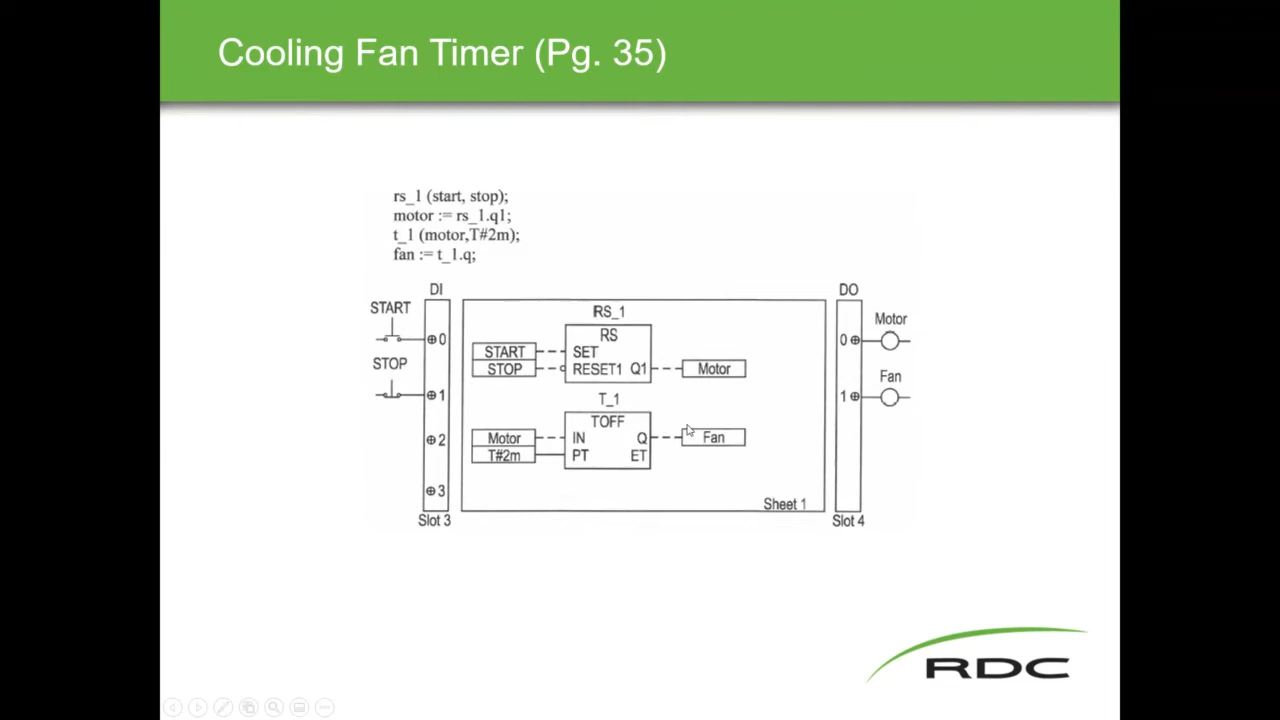 Cooling Fan Timer (Pg. 35)
rs_1 (start, stop);
motor := rs_1.q1;
t_1 (motor,T#2m);
fan := t_1.q;
DI
DO
START
RS_1
Motor
RS
0
0
START
SET
STOP
STOP
RESET1
Q1
Motor
Fan
1
T_1
1
TOFF
2
Motor
IN
Q
Fan
T#2m
PT
ET
3
Sheet 1
Slot 3
Slot 4
RDC